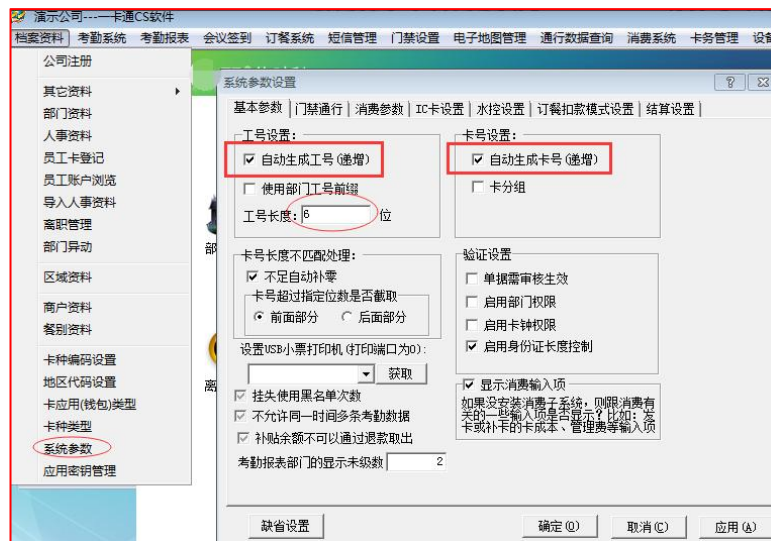 演示公司---一卡通CS软件
档案资料 考勤系统 考勤报表 会议签到 订餐系统 短信管理 门禁设置 电子地图管理 通行数据查询 消费系统 卡务管理 设备
公司注册
其它资料
部门资料
人事资料
员工卡登记
员工账户浏览
导入人事资料
离职管理
部门异动
区域资料
商户资料
餐别资料
卡种编码设置
地区代码设置
卡应用(钱包)类型
卡种类型
系统参数
应用密钥管理
部
离
系统参数设置
基本参数 门禁通行 消费参数 IC卡设置 水控设置 订餐扣款模式设置 结算设置
工号设置:
自动生成工号(递增)
使用部门工号前缀
工号长度: 6 位
卡号设置:
自动生成卡号(递增)
卡分组
卡号长度不匹配处理:
不足自动补零
卡号超过指定位数是否截取
前面部分 后面部分
设置USB小票打印机(打印端口为0):
获取
挂失使用黑名单次数
不允许同一时间多条考勤数据
补贴余额不可以通过退款取出
考勤报表部门的显示未级数 2
验证设置
单据需审核生效
启用部门权限
启用卡钟权限
启用身份证长度控制
显示消费输入项
如果没安装消费子系统,则跟消费有
关的一些输入项是否显示?比如:发
卡或补卡的卡成本、管理费等输入项
缺省设置 确定(O) 取消(C) 应用(A)